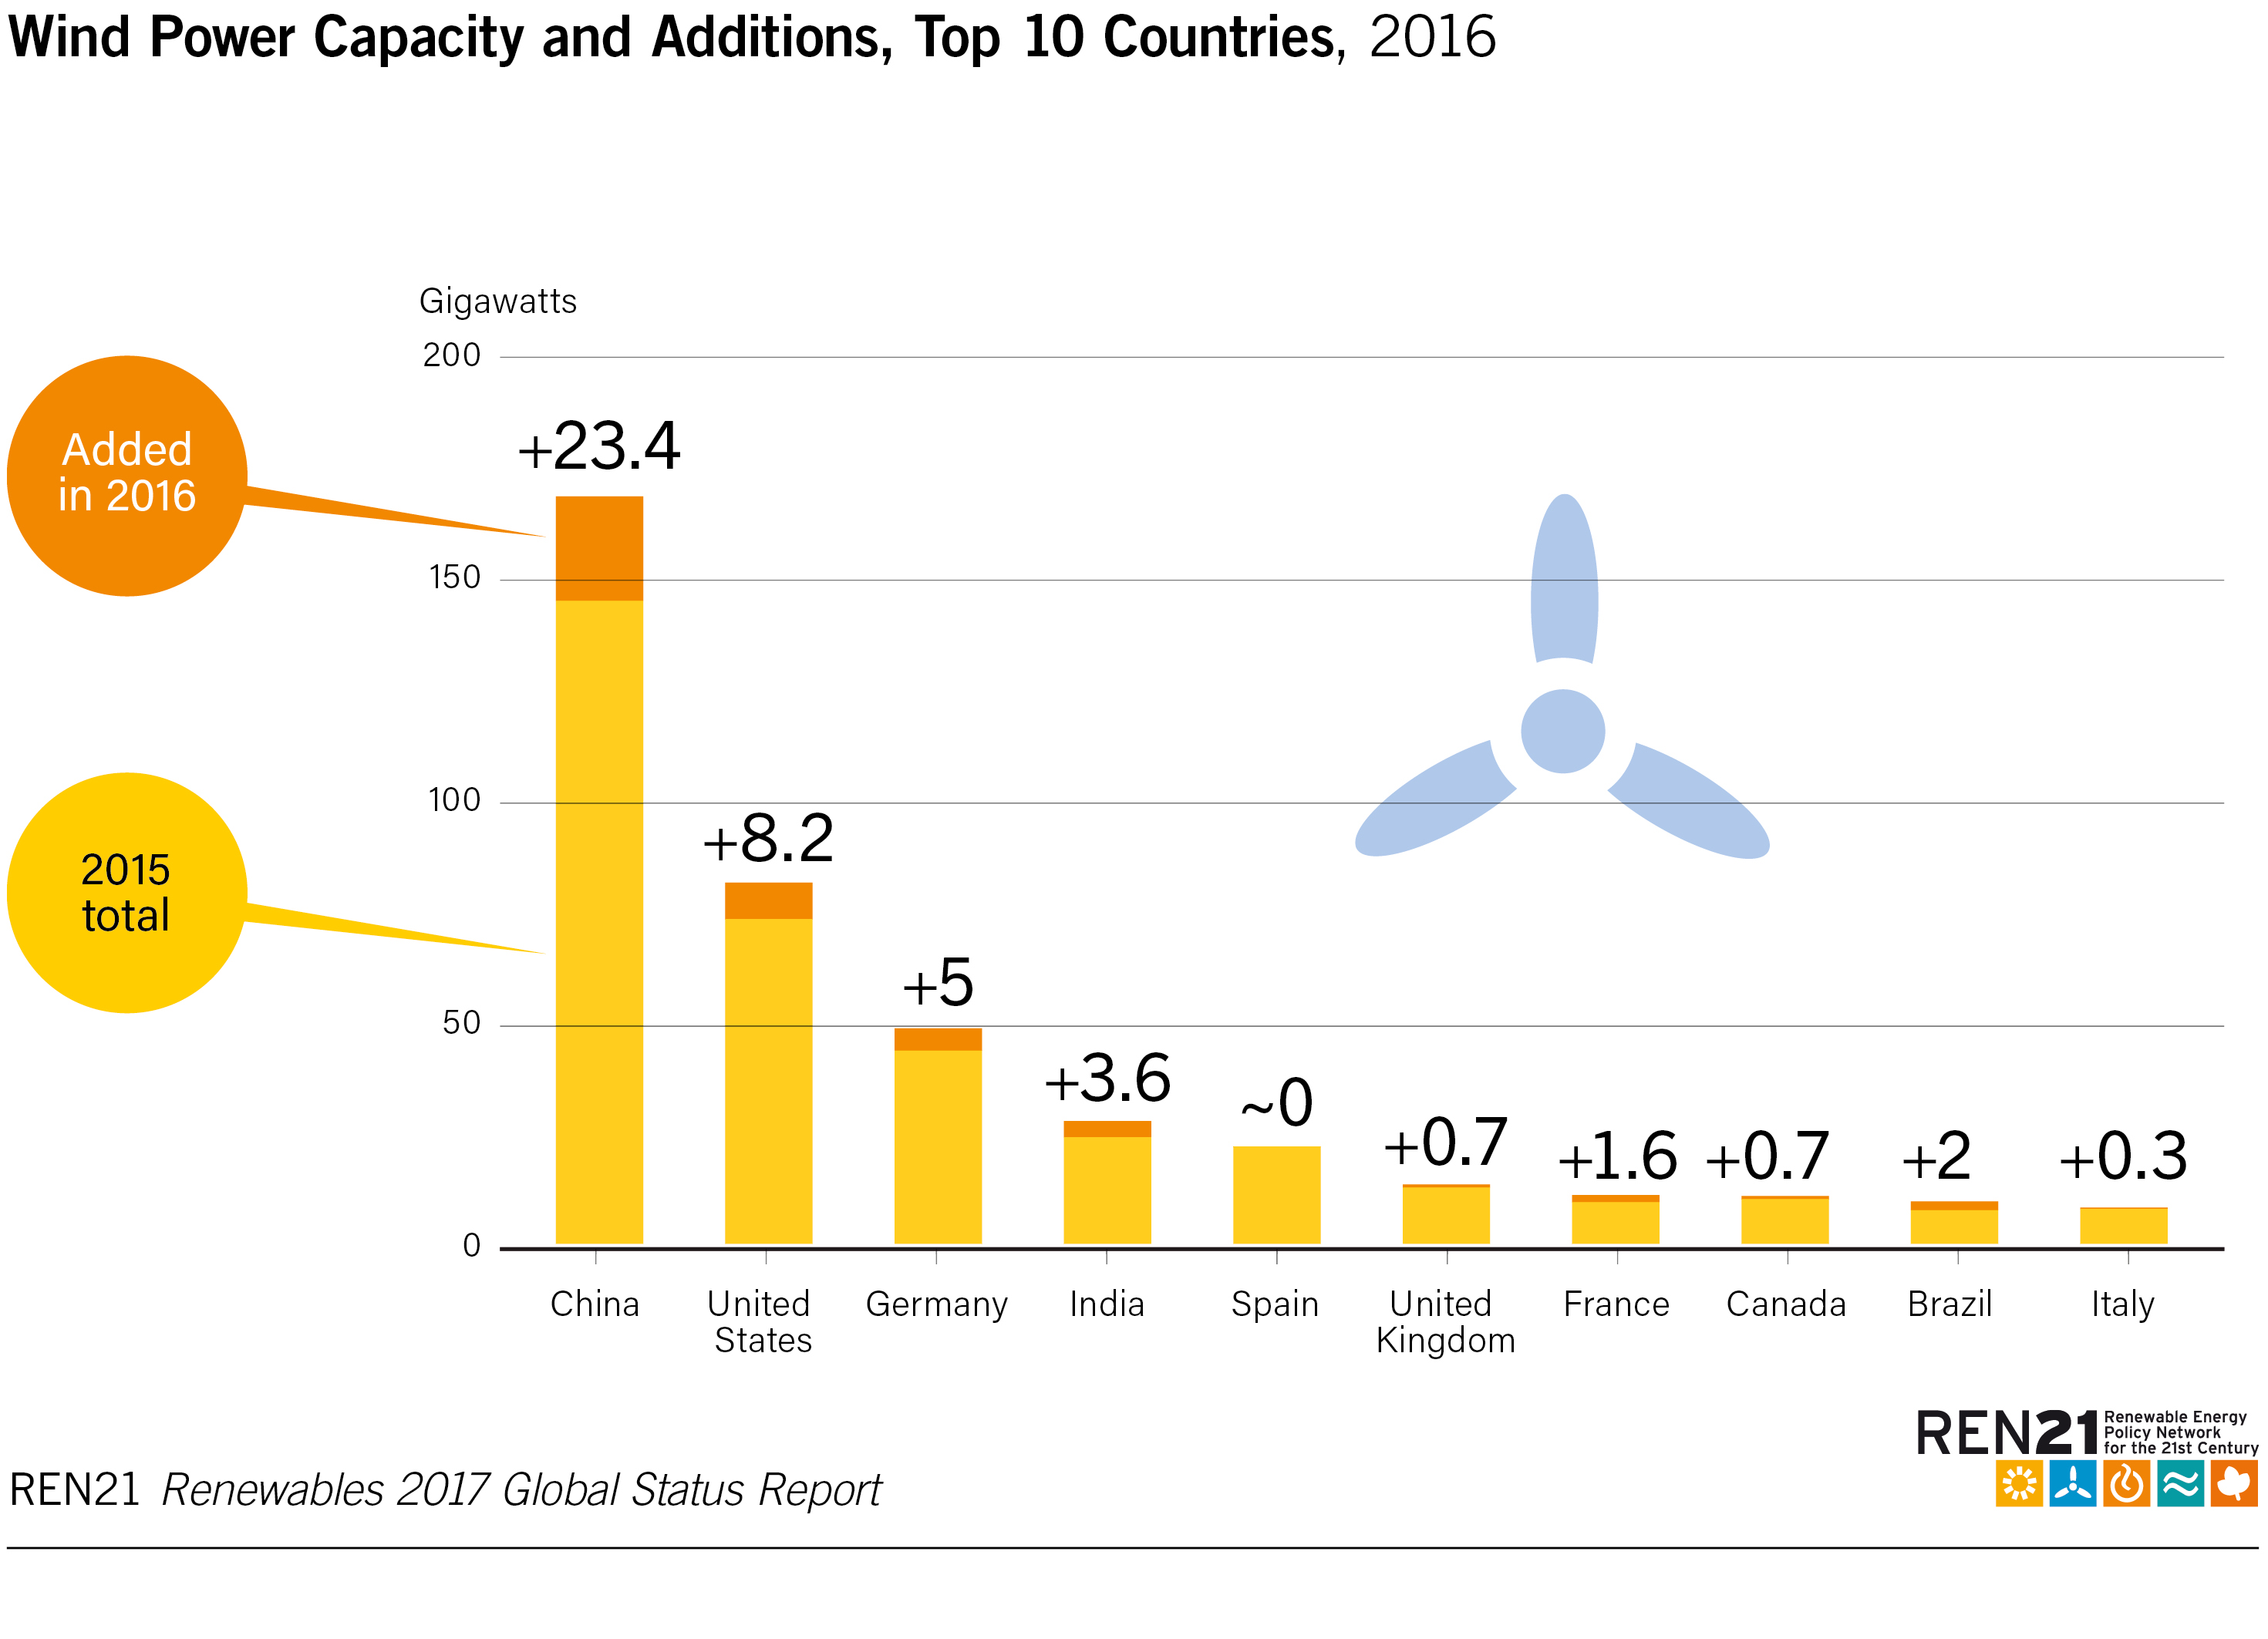 Wind Power Capacity and Additions, Top 10 Countries, 2016
Gigawatts
200
150
100
50
0
Added
in 2016
2015
total
+23.4
+8.2
+5
+3.6
~0
+0.7
+1.6
+0.7
+2
+0.3
China
United
States
Germany
India
Spain
United
Kingdom
France
Canada
Brazil
Italy
REN21 Renewables 2017 Global Status Report
REN21
Renewable Energy
Policy Network
for the 21st Century